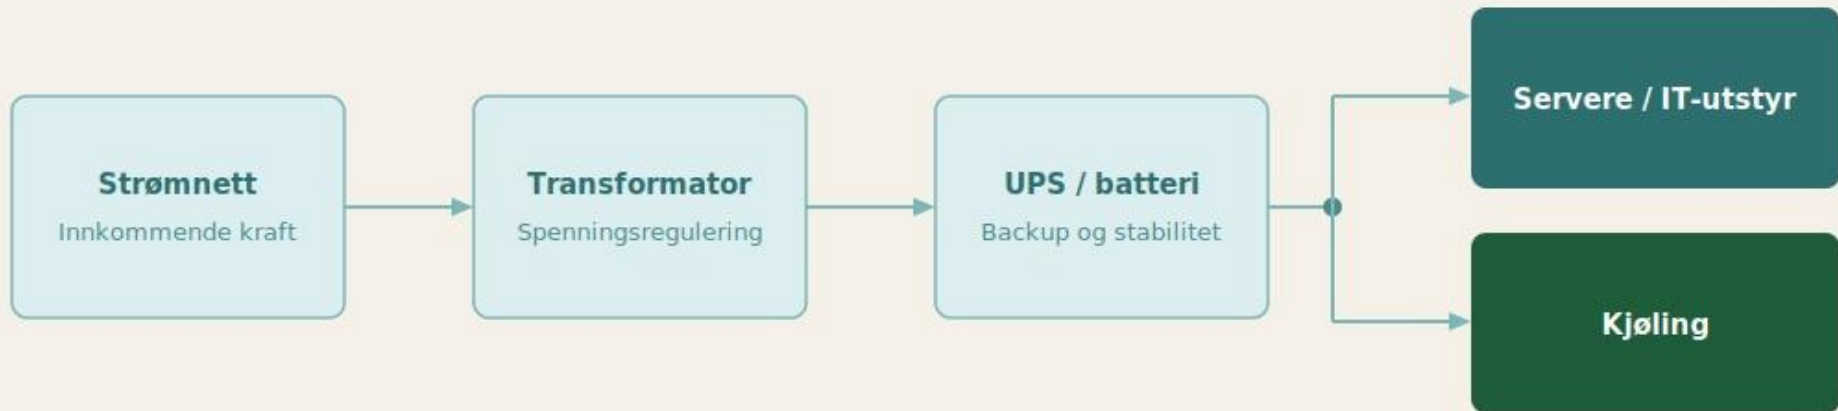 Strømnett
Innkommende kraft
Transformator
Spenningsregulering
UPS / batteri
Backup og stabilitet
Servere / IT-utstyr
Kjøling